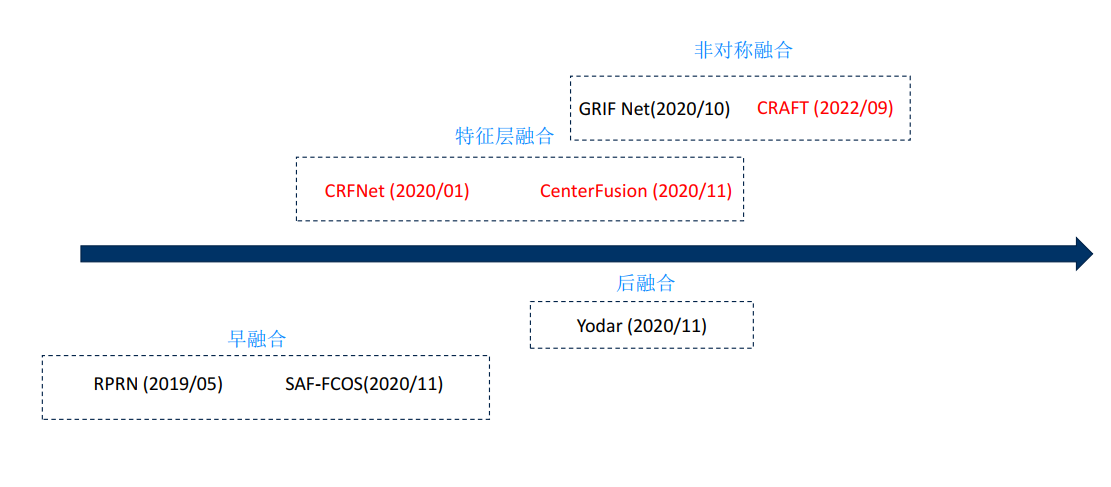 非对称融合
GRIF Net(2020/10) CRAFT (2022/09)
特征层融合
CRFNet (2020/01) CenterFusion (2020/11)
后融合
Yodar (2020/11)
早融合
RPRN (2019/05) SAF-FCOS(2020/11)